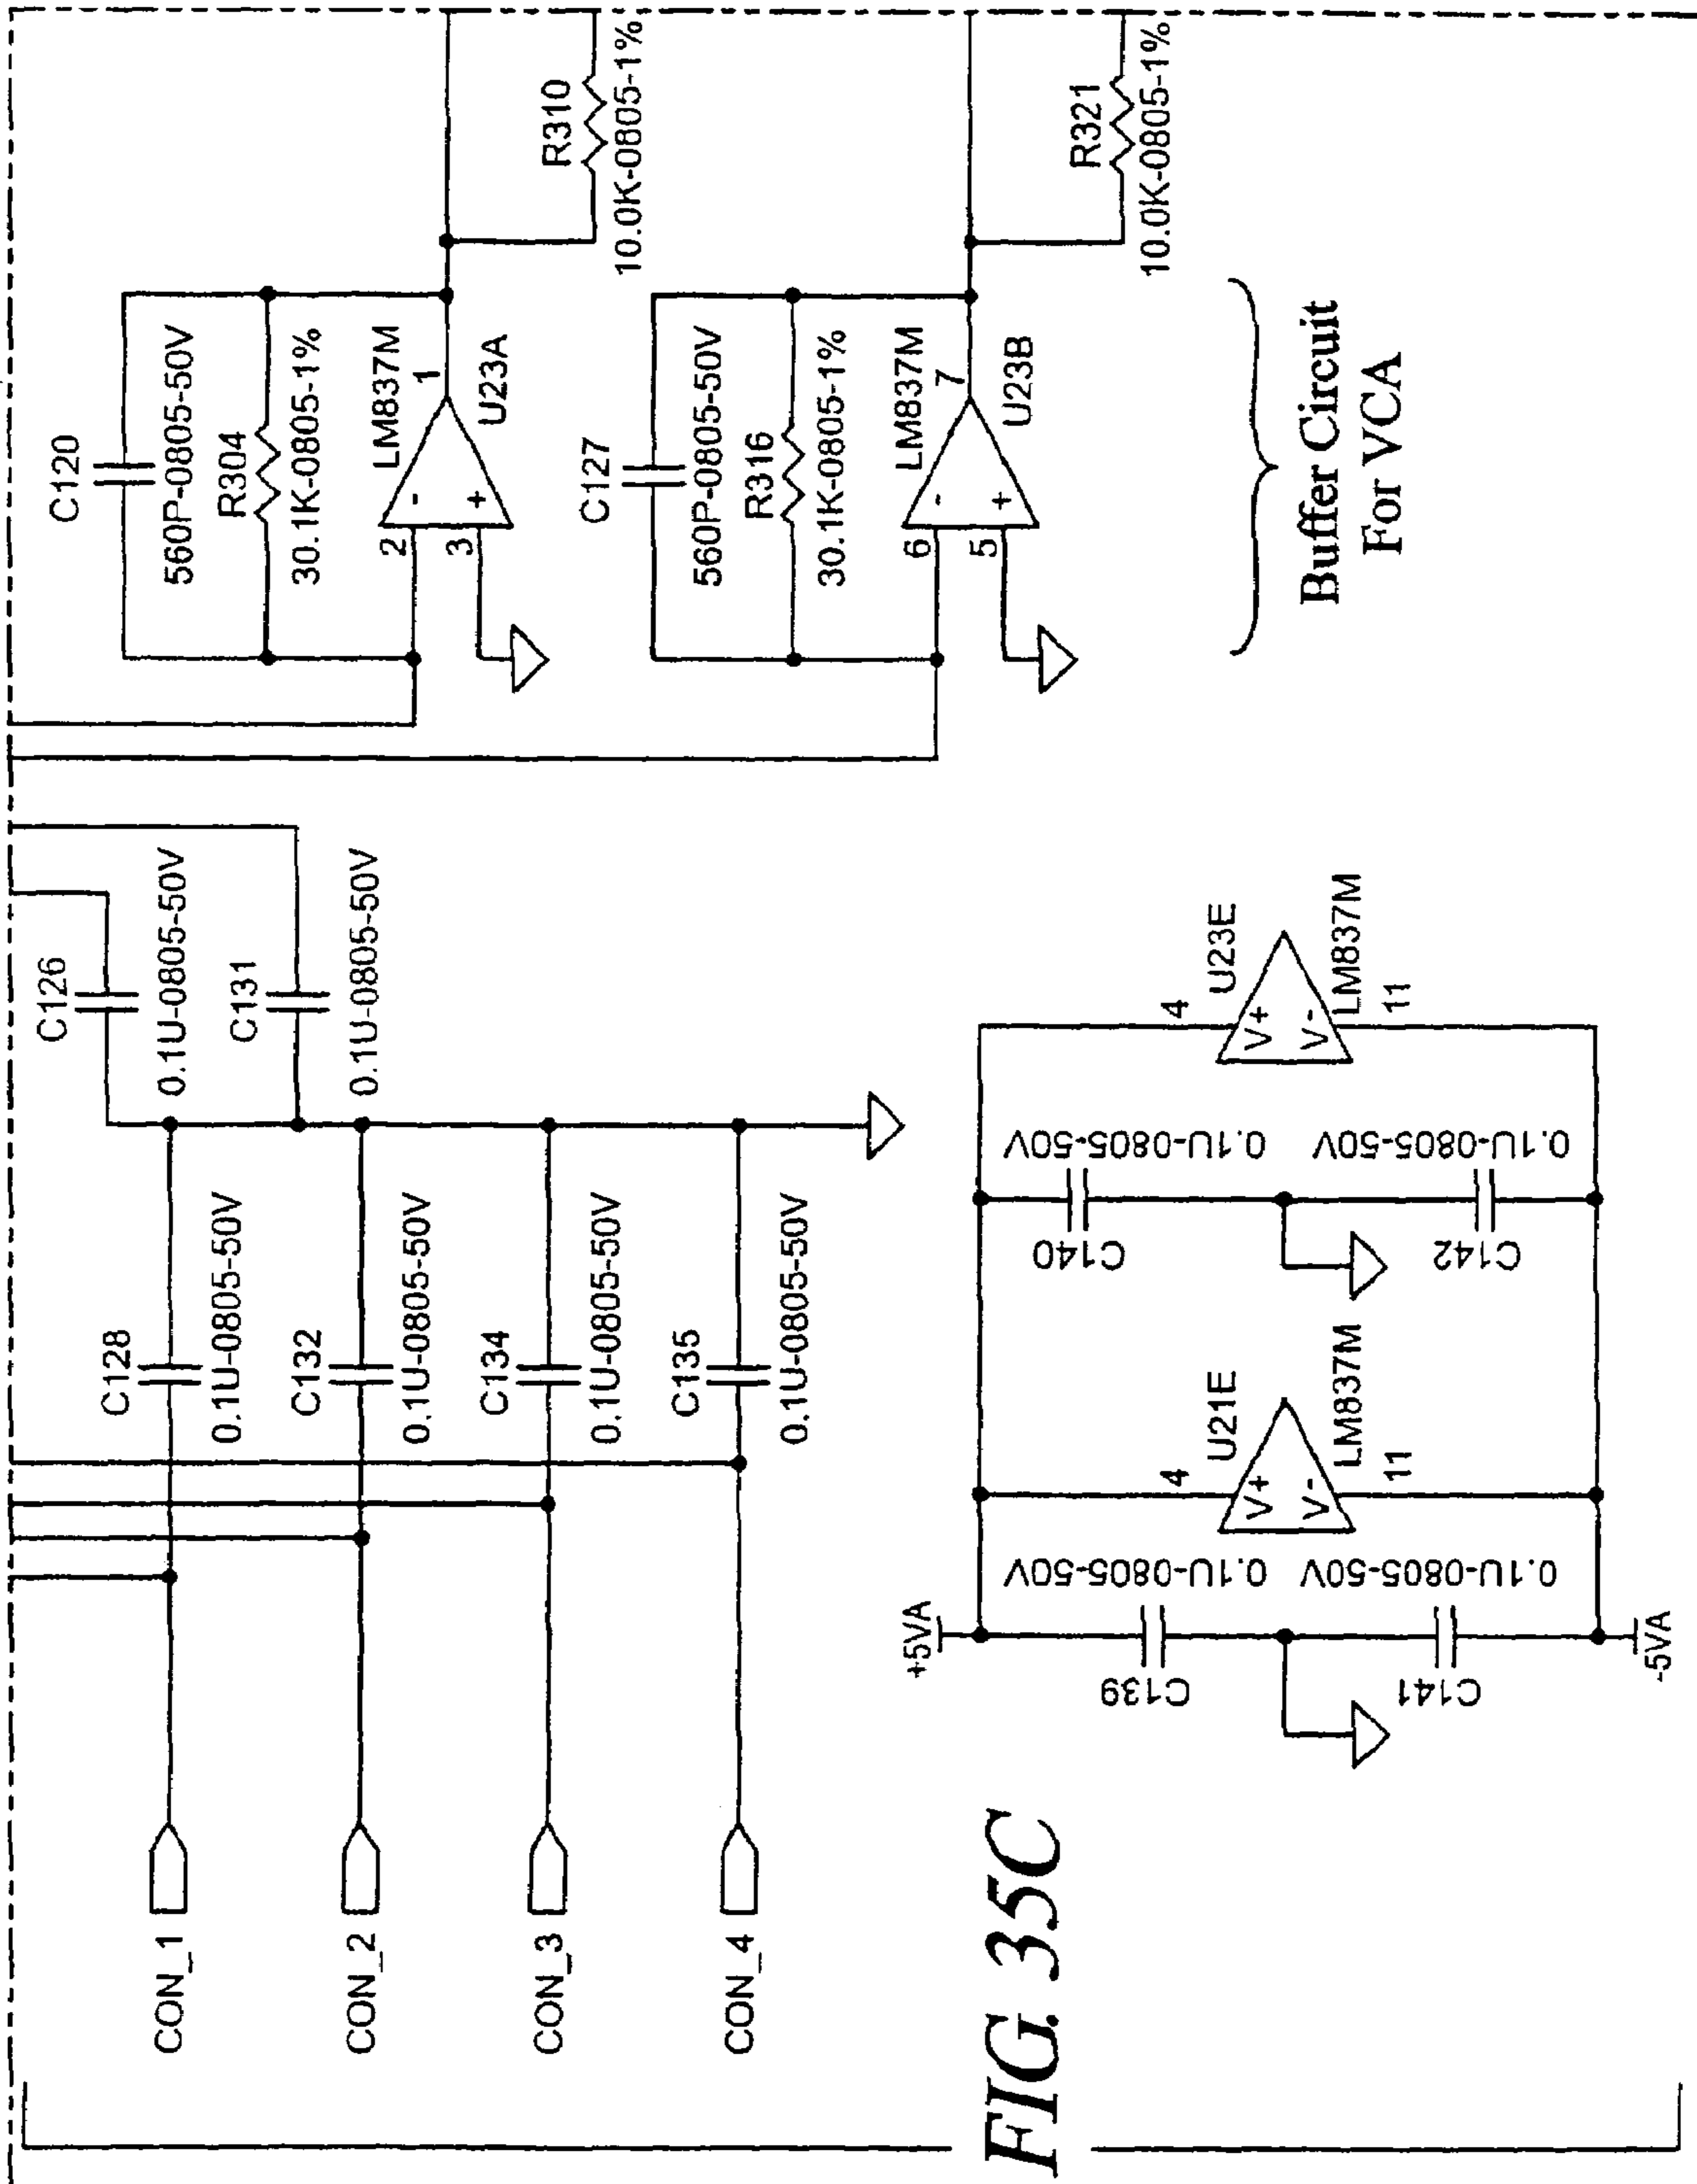 C120
560P-0805-50V
R304
30.1K-0805-1%
LM837M
2
3
-
+
1
U23A
R310
10.0K-0805-1%
C127
560P-0805-50V
R316
30.1K-0805-1%
LM837M
6
5
-
+
7
U23B
R321
10.0K-0805-1%
Buffer Circuit
For VCA
C126
0.1U-0805-50V
C131
0.1U-0805-50V
CON_1
C128
0.1U-0805-50V
CON_2
C132
0.1U-0805-50V
CON_3
C134
0.1U-0805-50V
CON_4
C135
0.1U-0805-50V
+5VA
C139
0.1U-0805-50V
C141
0.1U-0805-50V
-5VA
4
U21E
V+
V-
LM837M
11
C140
0.1U-0805-50V
C142
0.1U-0805-50V
4
U23E
V+
V-
LM837M
11
FIG. 35C